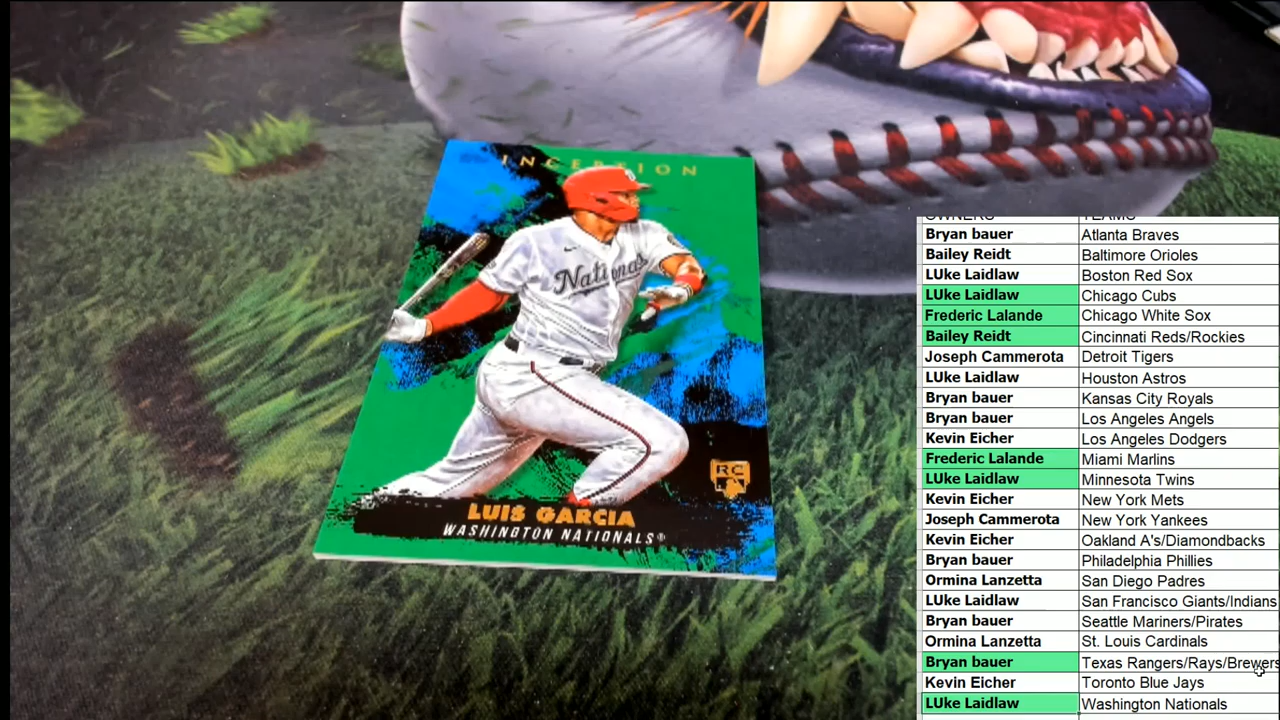 INCEPTION
Nationals
RC
LUIS GARCIA
WASHINGTON NATIONALS®
OWNERS TEAMS
Bryan bauer Atlanta Braves
Bailey Reidt Baltimore Orioles
LUke Laidlaw Boston Red Sox
LUke Laidlaw Chicago Cubs
Frederic Lalande Chicago White Sox
Bailey Reidt Cincinnati Reds/Rockies
Joseph Cammerota Detroit Tigers
LUke Laidlaw Houston Astros
Bryan bauer Kansas City Royals
Bryan bauer Los Angeles Angels
Kevin Eicher Los Angeles Dodgers
Frederic Lalande Miami Marlins
LUke Laidlaw Minnesota Twins
Kevin Eicher New York Mets
Joseph Cammerota New York Yankees
Kevin Eicher Oakland A's/Diamondbacks
Bryan bauer Philadelphia Phillies
Ormina Lanzetta San Diego Padres
LUke Laidlaw San Francisco Giants/Indians
Bryan bauer Seattle Mariners/Pirates
Ormina Lanzetta St. Louis Cardinals
Bryan bauer Texas Rangers/Rays/Brewers
Kevin Eicher Toronto Blue Jays
LUke Laidlaw Washington Nationals